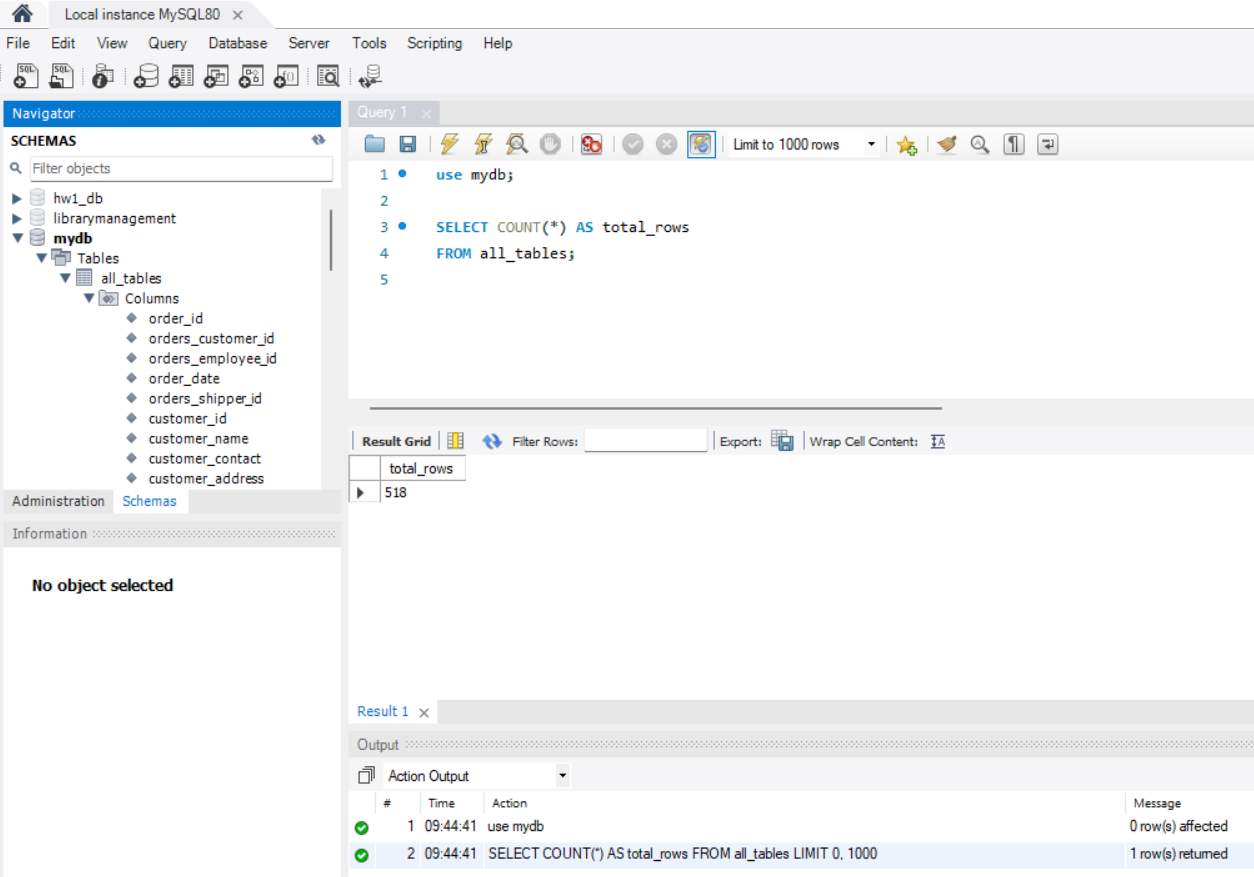 Local instance MySQL80
File Edit View Query Database Server Tools Scripting Help
SQL SQL
Navigator
SCHEMAS
Filter objects
hw1_db
librarymanagement
mydb
Tables
all_tables
Columns
order_id
orders_customer_id
orders_employee_id
order_date
orders_shipper_id
customer_id
customer_name
customer_contact
customer_address
Administration Schemas
Information
No object selected
Query 1
Limit to 1000 rows
1 use mydb;
2
3 SELECT COUNT(*) AS total_rows
4 FROM all_tables;
5
Result Grid Filter Rows: Export: Wrap Cell Content:
total_rows
518
Result 1
Output
Action Output
# Time Action Message
1 09:44:41 use mydb 0 row(s) affected
2 09:44:41 SELECT COUNT(*) AS total_rows FROM all_tables LIMIT 0, 1000 1 row(s) returned